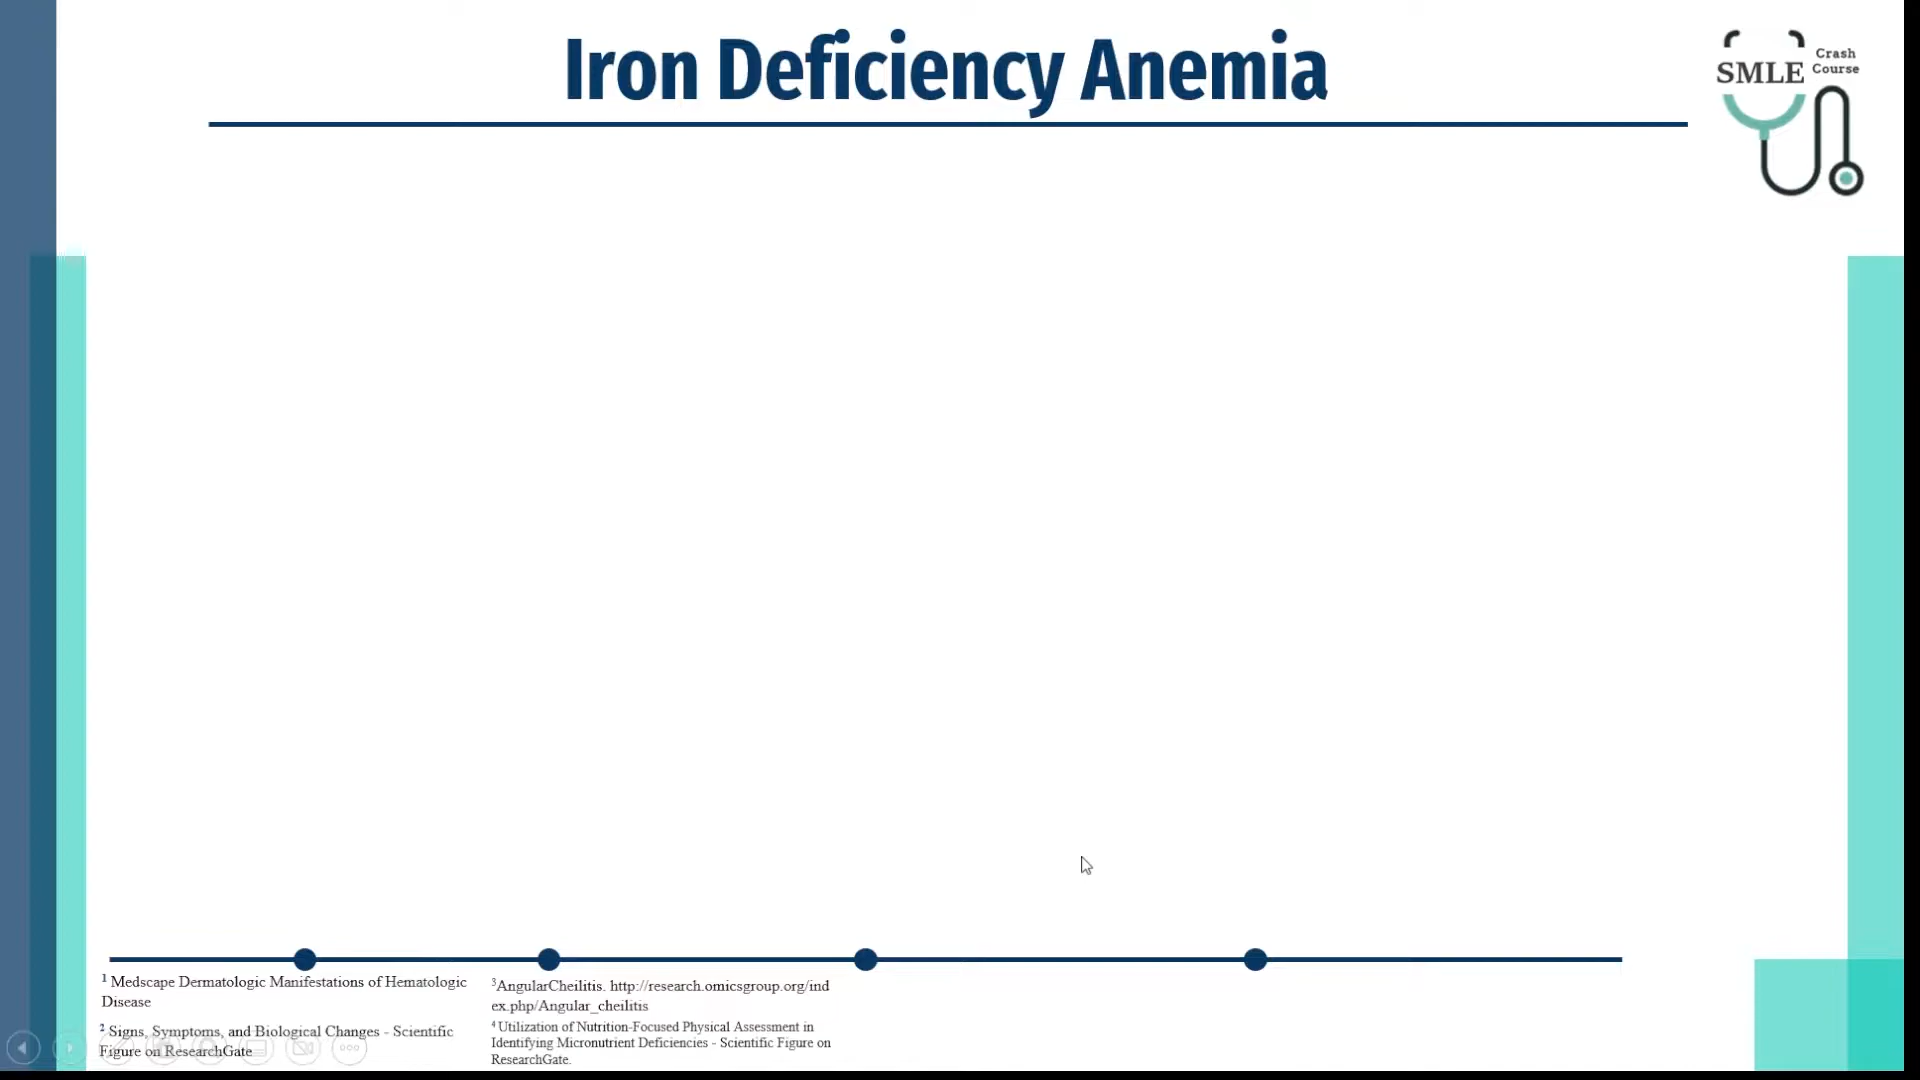 Iron Deficiency Anemia
SMLE Crash Course
1 Medscape Dermatologic Manifestations of Hematologic
Disease
2 Signs, Symptoms, and Biological Changes - Scientific
Figure on ResearchGate
3AngularCheilitis. http://research.omicsgroup.org/ind
ex.php/Angular_cheilitis
4 Utilization of Nutrition-Focused Physical Assessment in
Identifying Micronutrient Deficiencies - Scientific Figure on
ResearchGate.